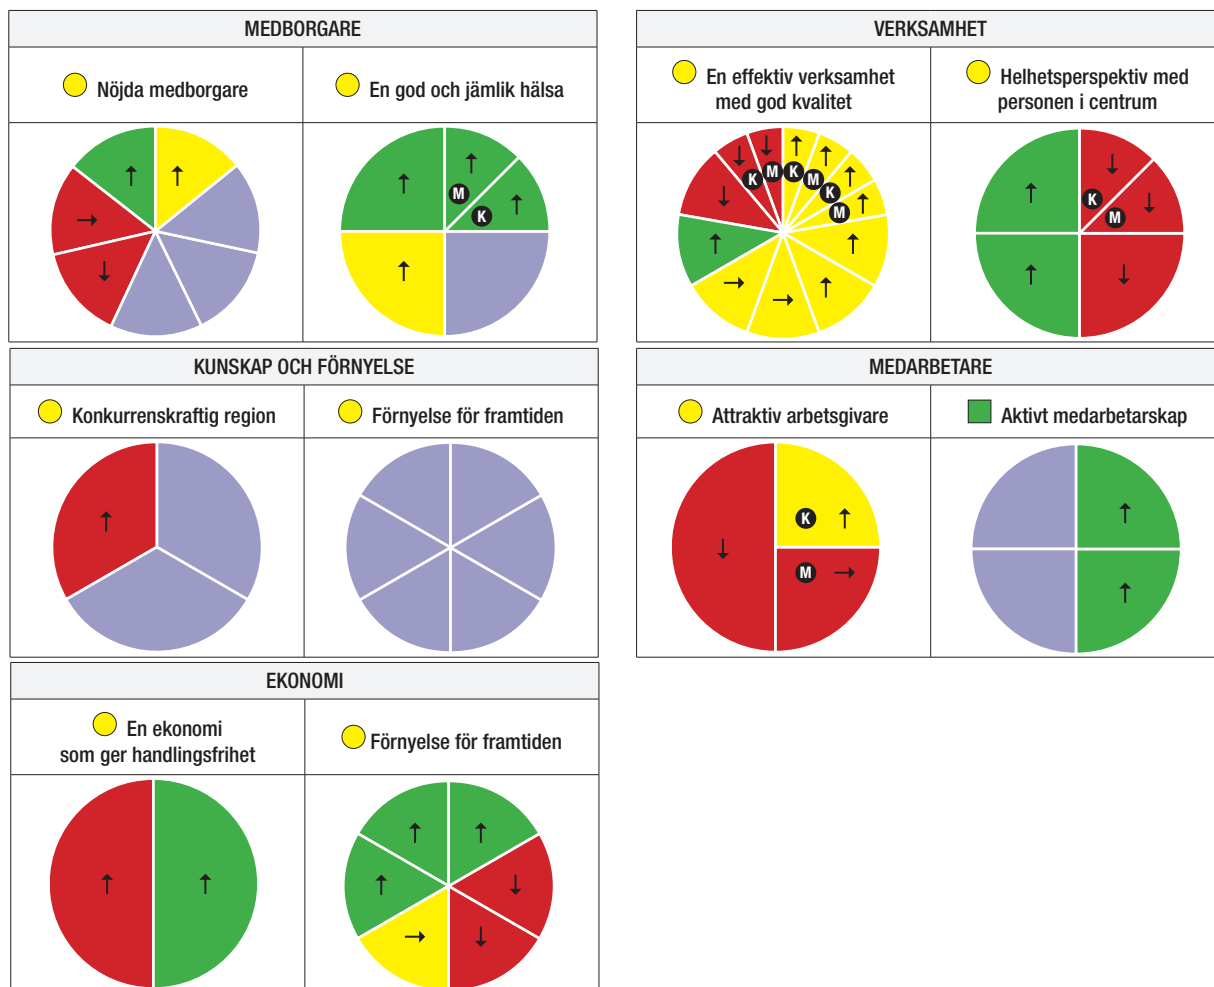 MEDBORGARE
Nöjda medborgare
En god och jämlik hälsa
↑
↑
→
↓
↑
↑
M
K
↑
↑
VERKSAMHET
En effektiv verksamhet
med god kvalitet
Helhetsperspektiv med
personen i centrum
↓
↓
↑
↑
K
M
K
M
↑
K
↑
M
↓
↑
↑
→
→
↑
↑
↓
K
M
↓
↑
↓
KUNSKAP OCH FÖRNYELSE
Konkurrenskraftig region
Förnyelse för framtiden
↑
MEDARBETARE
Attraktiv arbetsgivare
Aktivt medarbetarskap
K ↑
↓
M →
↑
↑
EKONOMI
En ekonomi
som ger handlingsfrihet
Förnyelse för framtiden
↑
↑
↑
↑
↑
↓
→
↓